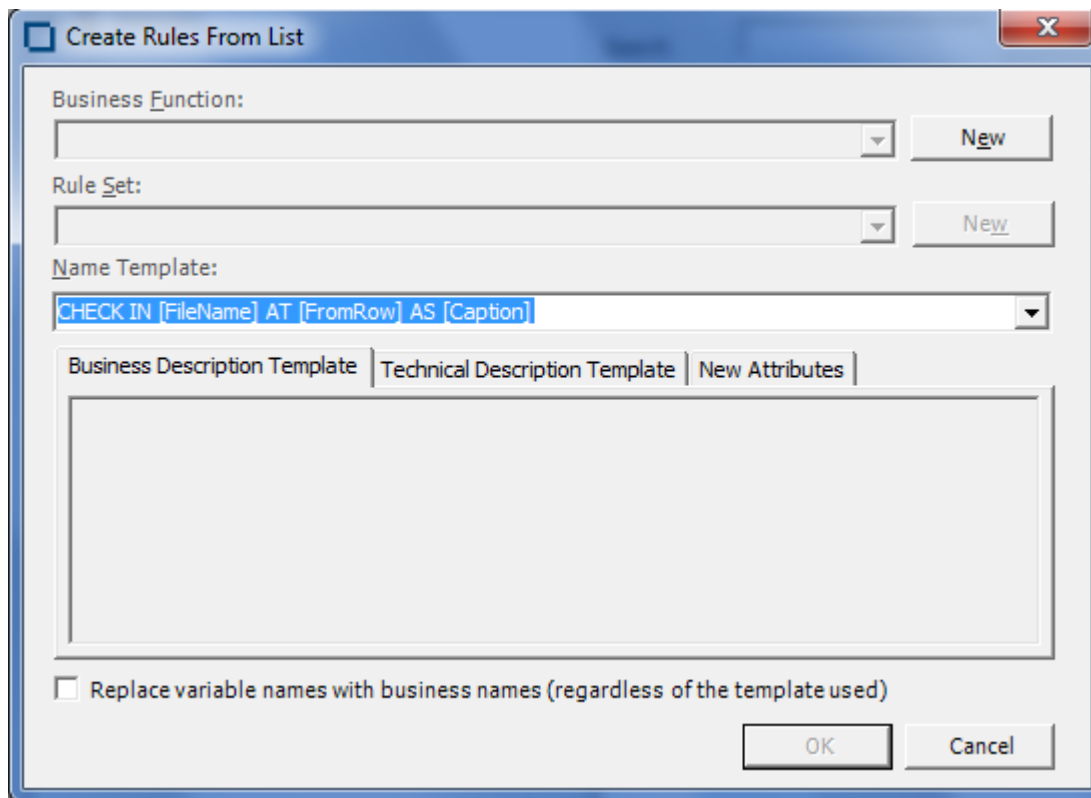 Create Rules From List
Business Function:
New
Rule Set:
New
Name Template:
CHECK IN [FileName] AT [FromRow] AS [Caption]
Business Description Template
Technical Description Template
New Attributes
Replace variable names with business names (regardless of the template used)
OK
Cancel